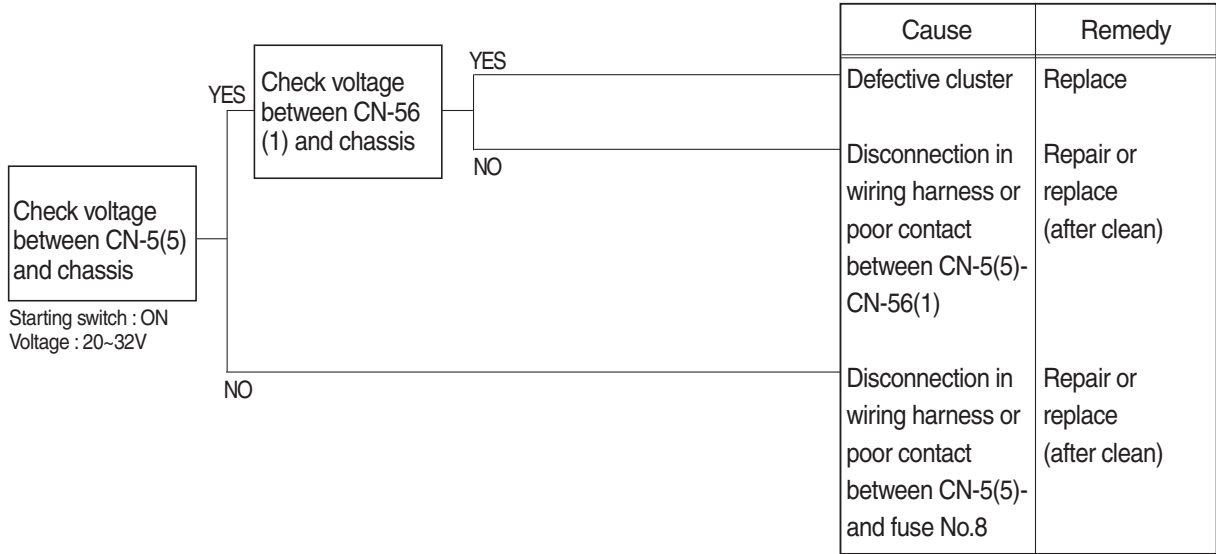 Check voltage
between CN-5(5)
and chassis
Starting switch : ON
Voltage : 20~32V
YES
NO
Check voltage
between CN-56
(1) and chassis
YES
NO
Cause
Remedy
Defective cluster
Replace
Disconnection in
wiring harness or
poor contact
between CN-5(5)-
CN-56(1)
Repair or
replace
(after clean)
Disconnection in
wiring harness or
poor contact
between CN-5(5)-
and fuse No.8
Repair or
replace
(after clean)